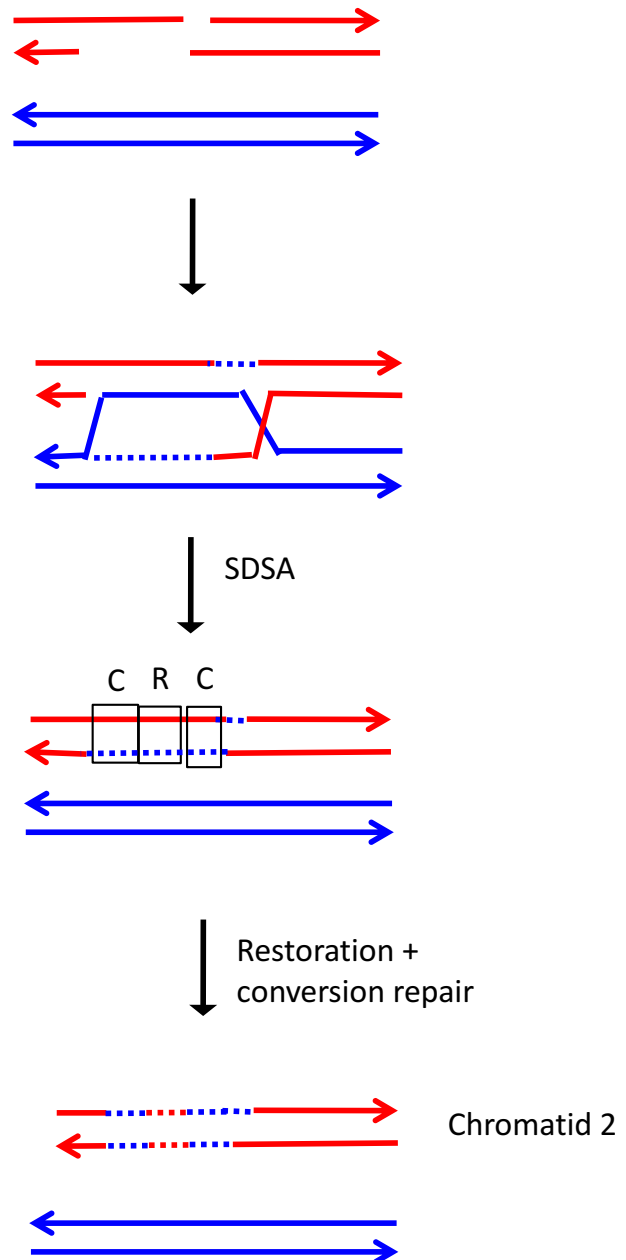 SDSA
C R C
Restoration +
conversion repair
Chromatid 2